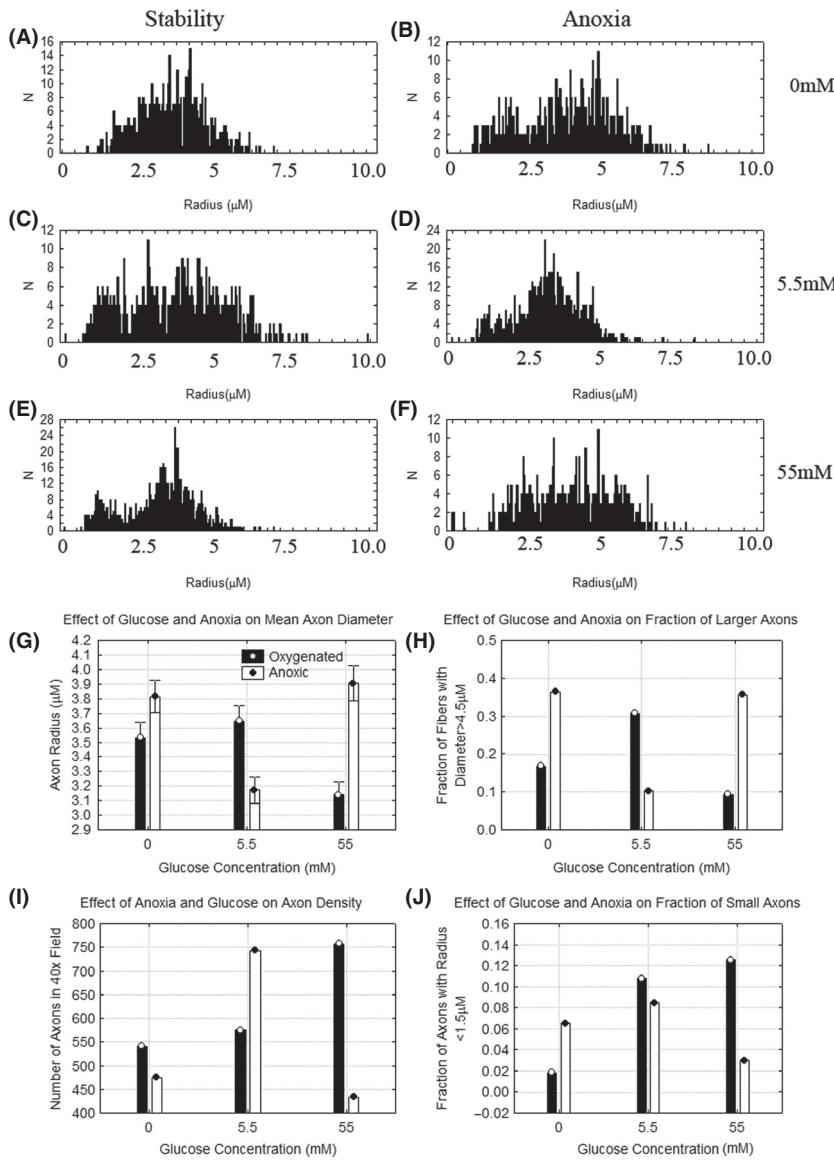 Stability
Anoxia
(A)
16
14
12
10
8
6
4
2
0
N
0 2.5 5 7.5 10.0
Radius (µM)
(B)
12
10
8
6
4
2
0
N
0 2.5 5 7.5 10.0
Radius(µM)
0mM
(C)
12
10
8
6
4
2
0
N
0 2.5 5 7.5 10.0
Radius(µM)
(D)
24
20
16
12
8
4
0
N
0 2.5 5 7.5 10.0
Radius(µM)
5.5mM
(E)
28
24
20
16
12
8
4
0
N
0 2.5 5 7.5 10.0
Radius(µM)
(F)
12
10
8
6
4
2
0
N
0 2.5 5 7.5 10.0
Radius(µM)
55mM
(G)
Effect of Glucose and Anoxia on Mean Axon Diameter
4.2
4.1
4.0
3.9
3.8
3.7
3.6
3.5
3.4
3.3
3.2
3.1
3.0
2.9
Axon Radius (µM)
Oxygenated
Anoxic
0 5.5 55
Glucose Concentration (mM)
(H)
Effect of Glucose and Anoxia on Fraction of Larger Axons
0.5
0.4
0.3
0.2
0.1
0.0
Fraction of Fibers with
Diameter>4.5µM
0 5.5 55
Glucose Concentration (mM)
(I)
Effect of Anoxia and Glucose on Axon Density
800
750
700
650
600
550
500
450
400
Number of Axons in 40x Field
0 5.5 55
Glucose Concentration (mM)
(J)
Effect of Glucose and Anoxia on Fraction of Small Axons
0.16
0.14
0.12
0.10
0.08
0.06
0.04
0.02
0.00
−0.02
Fraction of Axons with Radius
<1.5µM
0 5.5 55
Glucose Concentration (mM)